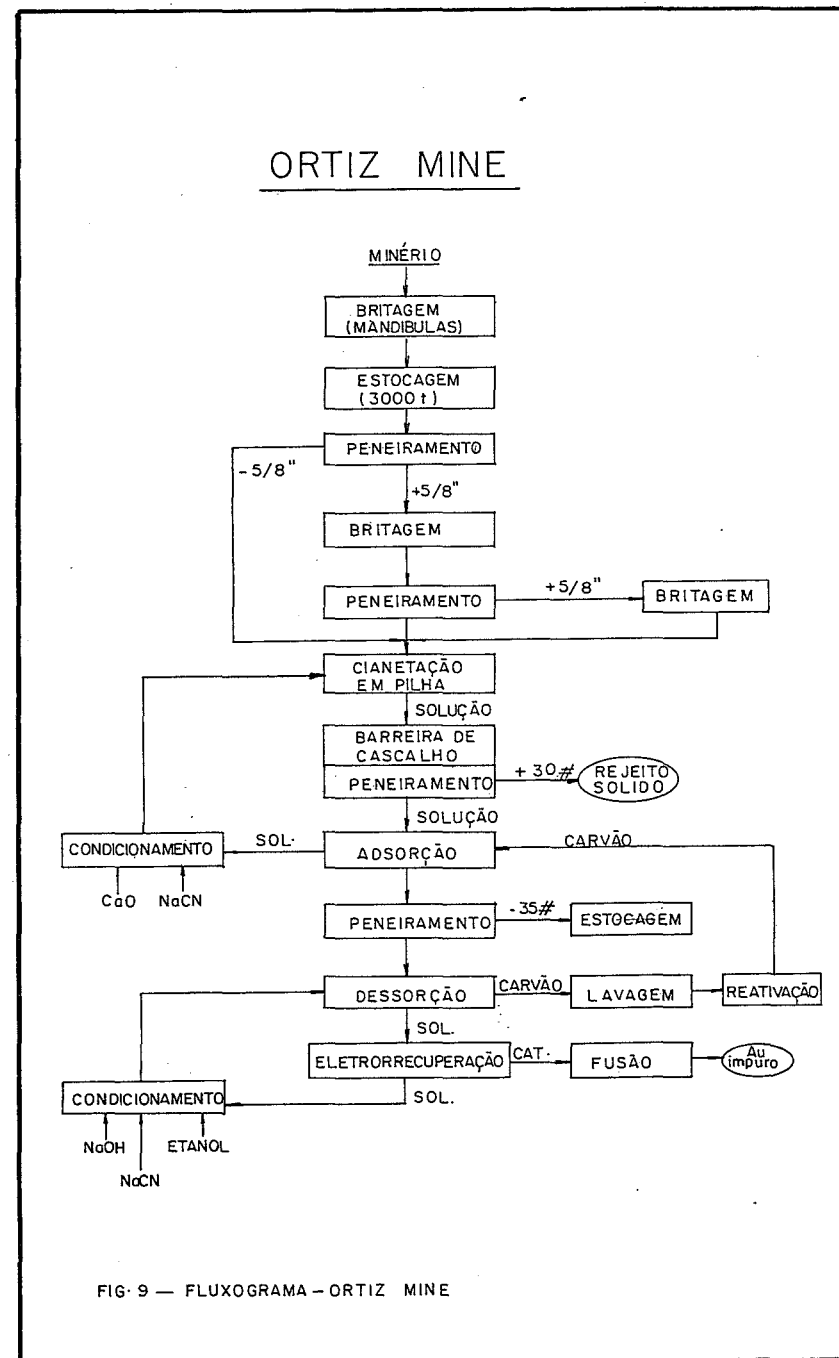 ORTIZ MINE
MINÉRIO
BRITAGEM
(MANDIBULAS)
ESTOCAGEM
(3000 t)
PENEIRAMENTO
-5/8"
+5/8"
BRITAGEM
PENEIRAMENTO
+5/8"
BRITAGEM
CIANETAÇÃO
EM PILHA
SOLUÇÃO
BARREIRA DE
CASCALHO
PENEIRAMENTO
+ 30#
REJEITO
SOLIDO
SOLUÇÃO
CONDICIONAMENTO
SOL.
ADSORÇÃO
CARVÃO
CaO
NaCN
PENEIRAMENTO
-35#
ESTOCAGEM
DESSORÇÃO
CARVÃO
LAVAGEM
REATIVAÇÃO
SOL.
ELETRORRECUPERAÇÃO
CAT.
FUSÃO
Au
impuro
CONDICIONAMENTO
SOL.
NaOH
ETANOL
NaCN
FIG. 9 — FLUXOGRAMA - ORTIZ MINE